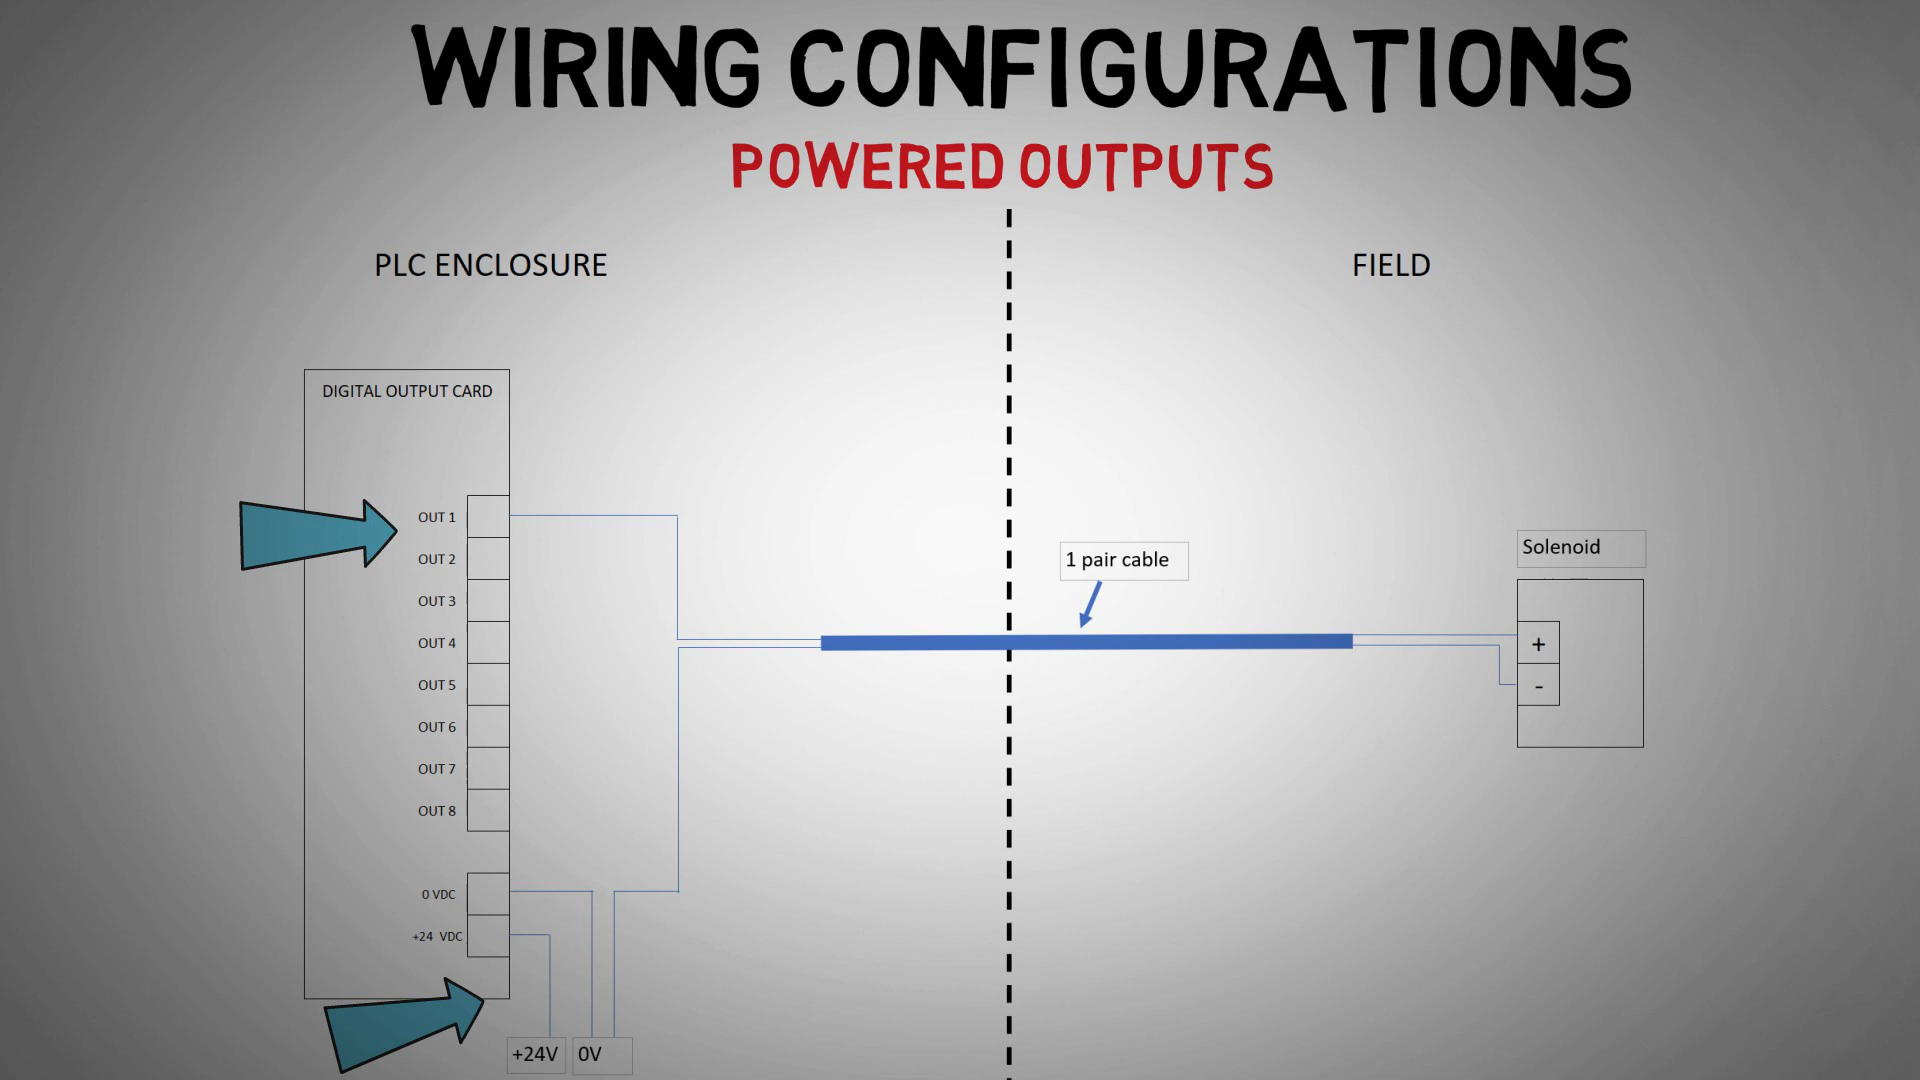 WIRING CONFIGURATIONS
POWERED OUTPUTS
PLC ENCLOSURE
FIELD
DIGITAL OUTPUT CARD
OUT 1
OUT 2
OUT 3
OUT 4
OUT 5
OUT 6
OUT 7
OUT 8
0 VDC
+24 VDC
+24V
0V
1 pair cable
Solenoid
+
-